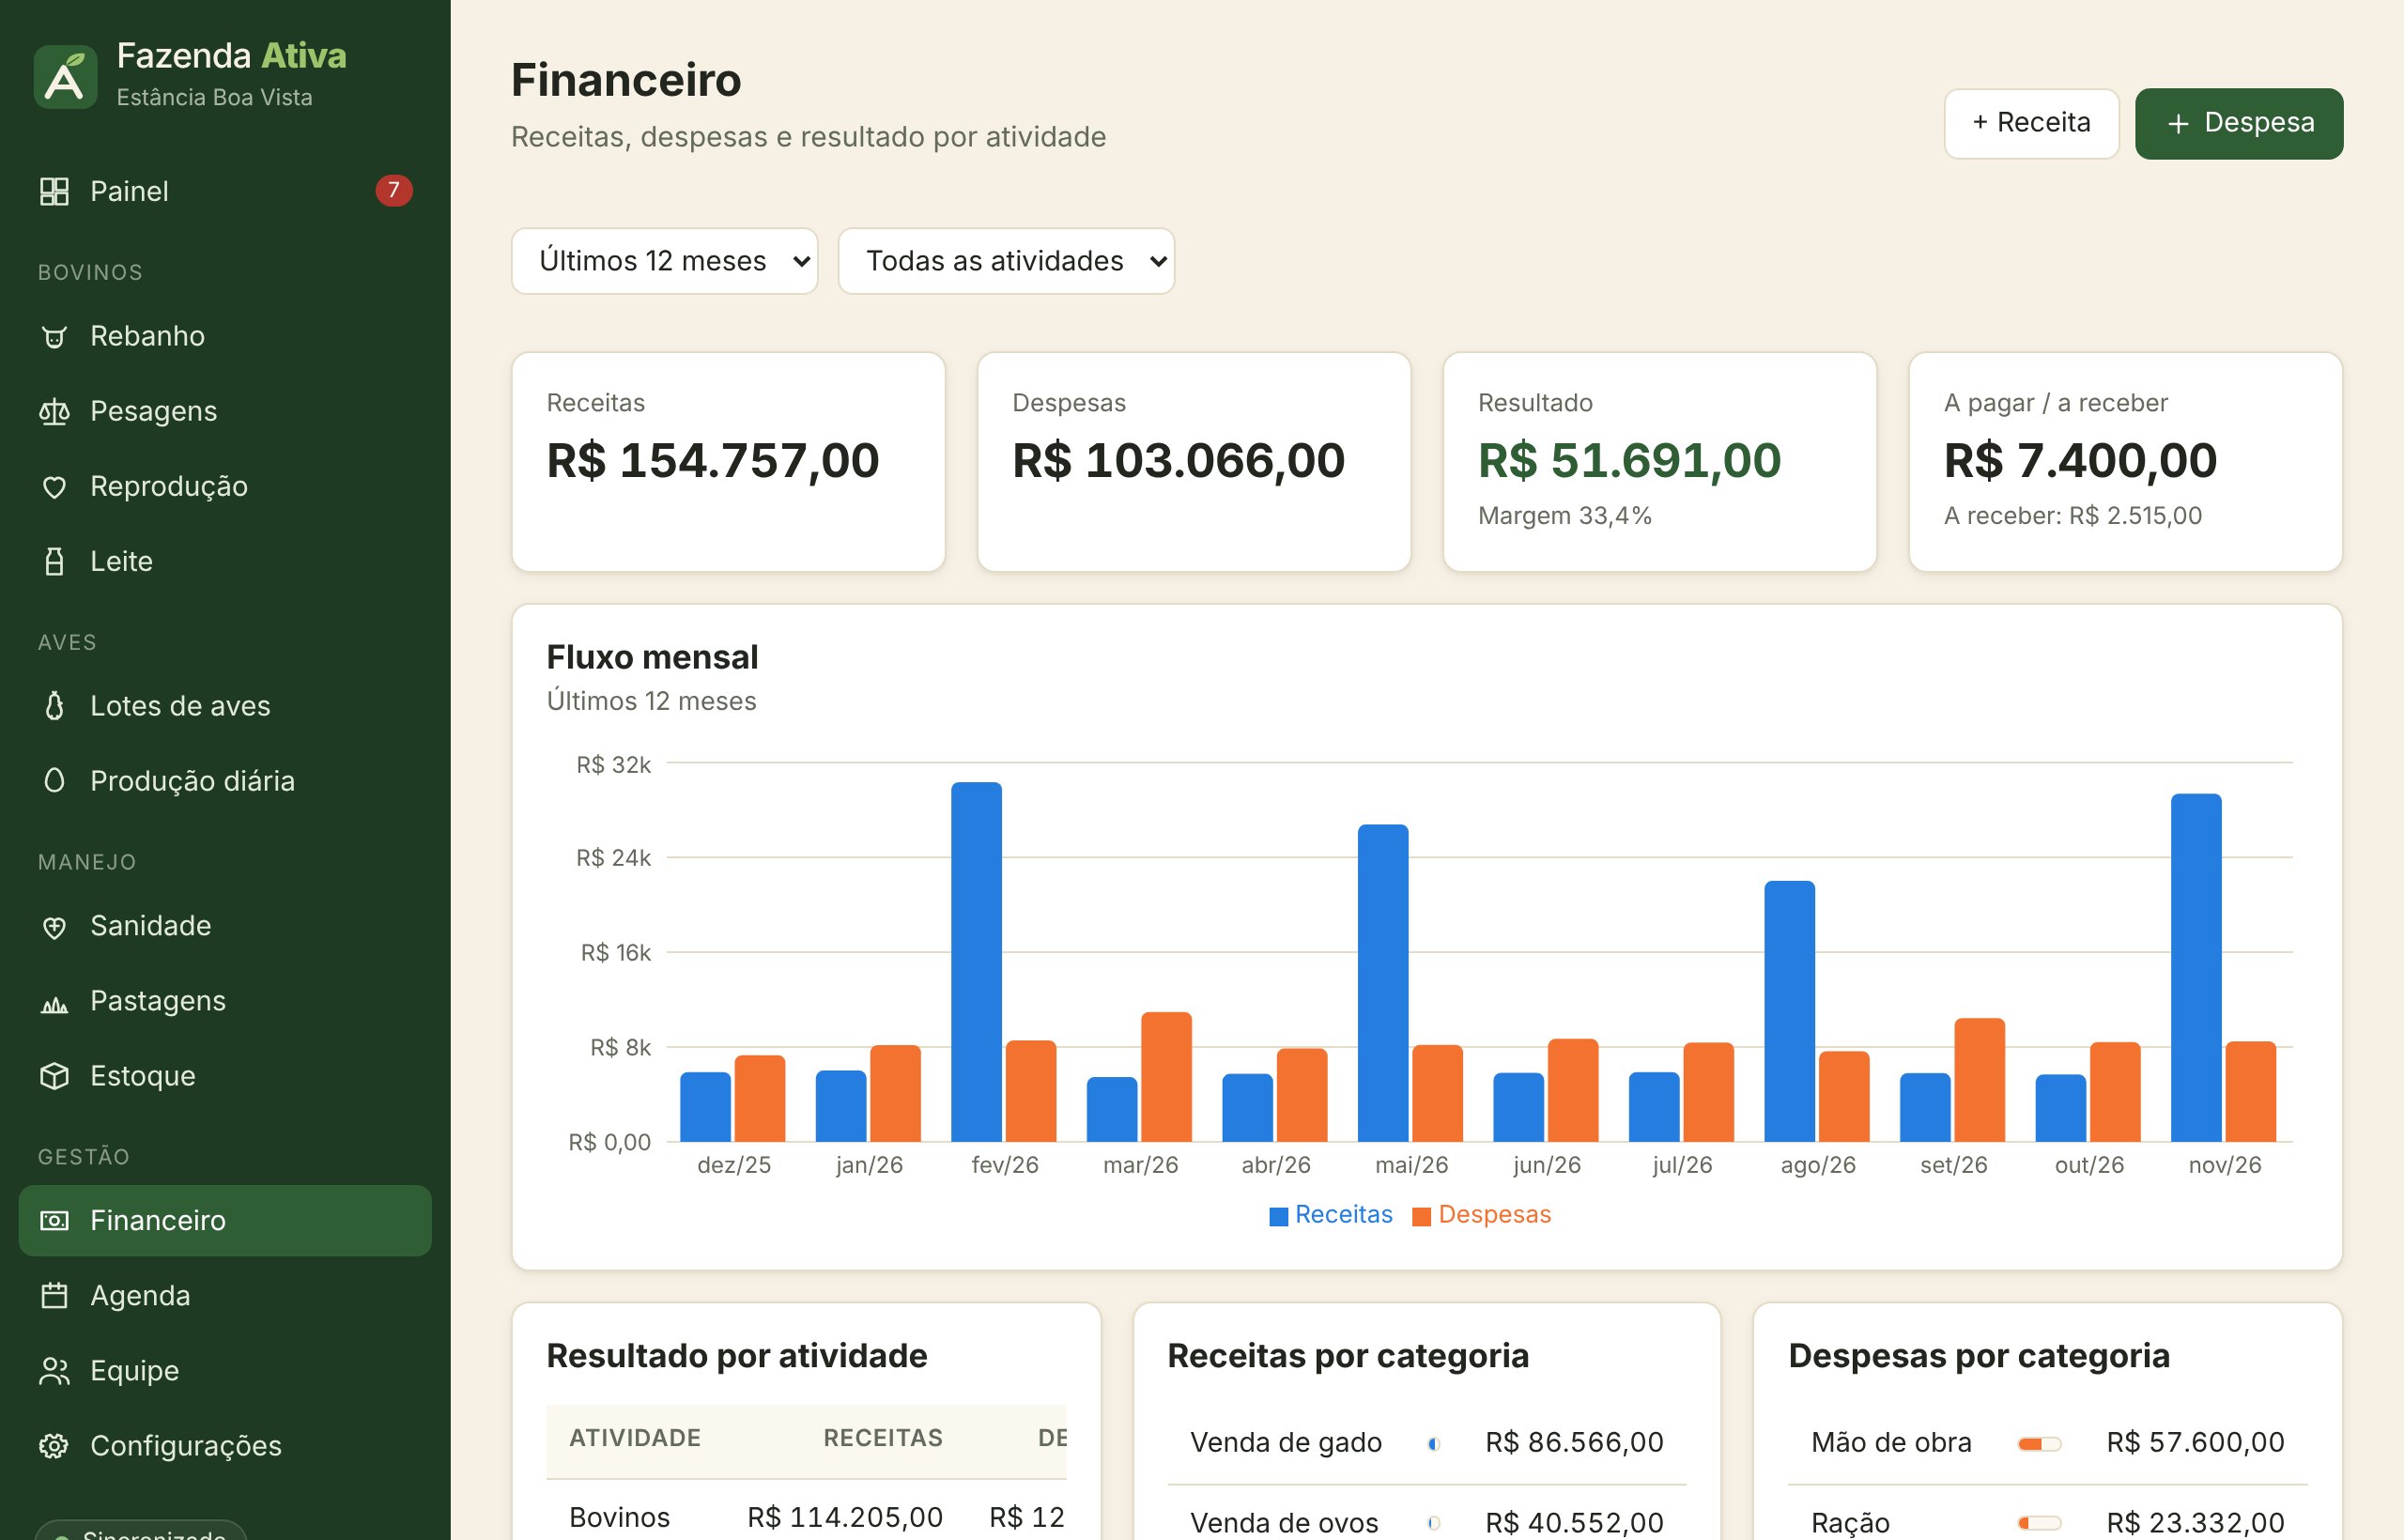 Fazenda Ativa
Estância Boa Vista
Painel 7
BOVINOS
Rebanho
Pesagens
Reprodução
Leite
AVES
Lotes de aves
Produção diária
MANEJO
Sanidade
Pastagens
Estoque
GESTÃO
Financeiro
Agenda
Equipe
Configurações
Sincronizado
Financeiro
Receitas, despesas e resultado por atividade
+ Receita
+ Despesa
Últimos 12 meses
Todas as atividades
Receitas
R$ 154.757,00
Despesas
R$ 103.066,00
Resultado
R$ 51.691,00
Margem 33,4%
A pagar / a receber
R$ 7.400,00
A receber: R$ 2.515,00
Fluxo mensal
Últimos 12 meses
R$ 32k
R$ 24k
R$ 16k
R$ 8k
R$ 0,00
dez/25 jan/26 fev/26 mar/26 abr/26 mai/26 jun/26 jul/26 ago/26 set/26 out/26 nov/26
Receitas Despesas
Resultado por atividade
ATIVIDADE RECEITAS DE
Bovinos R$ 114.205,00 R$ 12
Receitas por categoria
Venda de gado R$ 86.566,00
Venda de ovos R$ 40.552,00
Despesas por categoria
Mão de obra R$ 57.600,00
Ração R$ 23.332,00